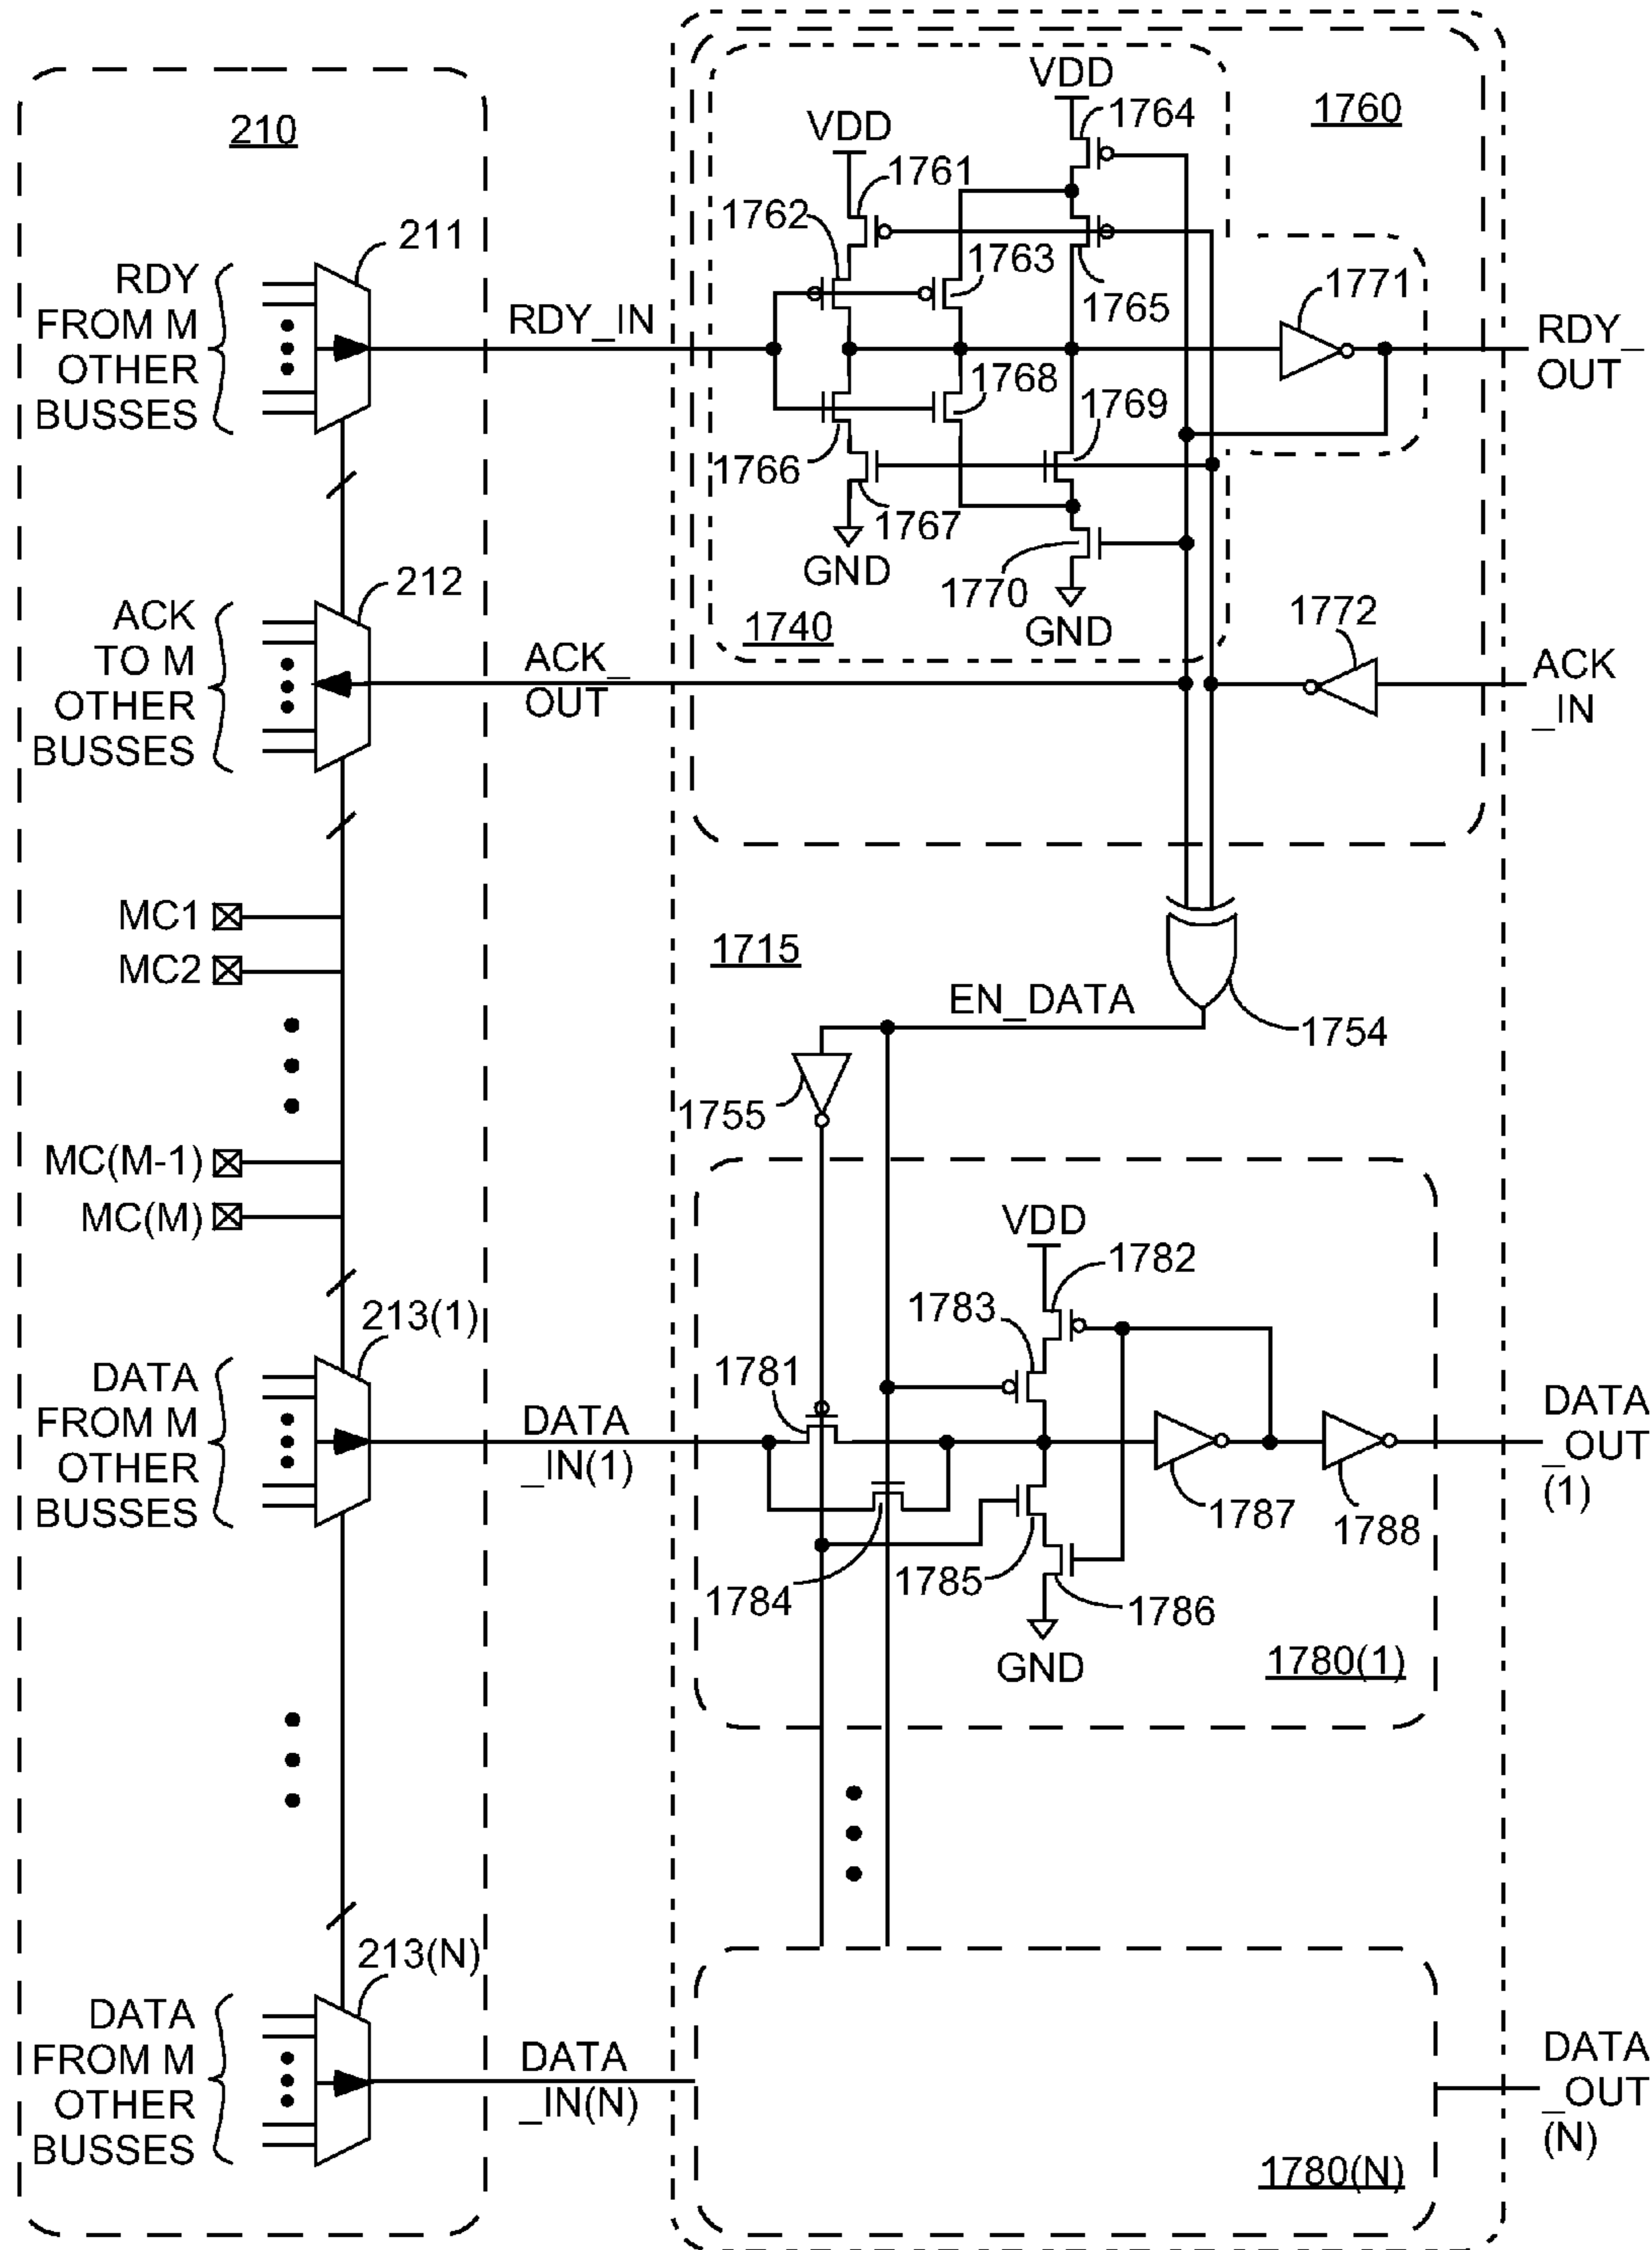 210
211
RDY
FROM M
OTHER
BUSSES
RDY_IN
VDD
VDD
1764
1760
1761
1762
1763
1765
1771
RDY_
OUT
1768
1769
1766
1767
GND
1770
GND
1740
212
ACK
TO M
OTHER
BUSSES
ACK_
OUT
1772
ACK
_IN
MC1
MC2
1715
EN_DATA
1754
1755
MC(M-1)
MC(M)
213(1)
DATA
FROM M
OTHER
BUSSES
DATA
_IN(1)
VDD
1782
1783
1781
1787
1788
DATA
_OUT
(1)
1784
1785
1786
GND
1780(1)
213(N)
DATA
FROM M
OTHER
BUSSES
DATA
_IN(N)
DATA
_OUT
(N)
1780(N)